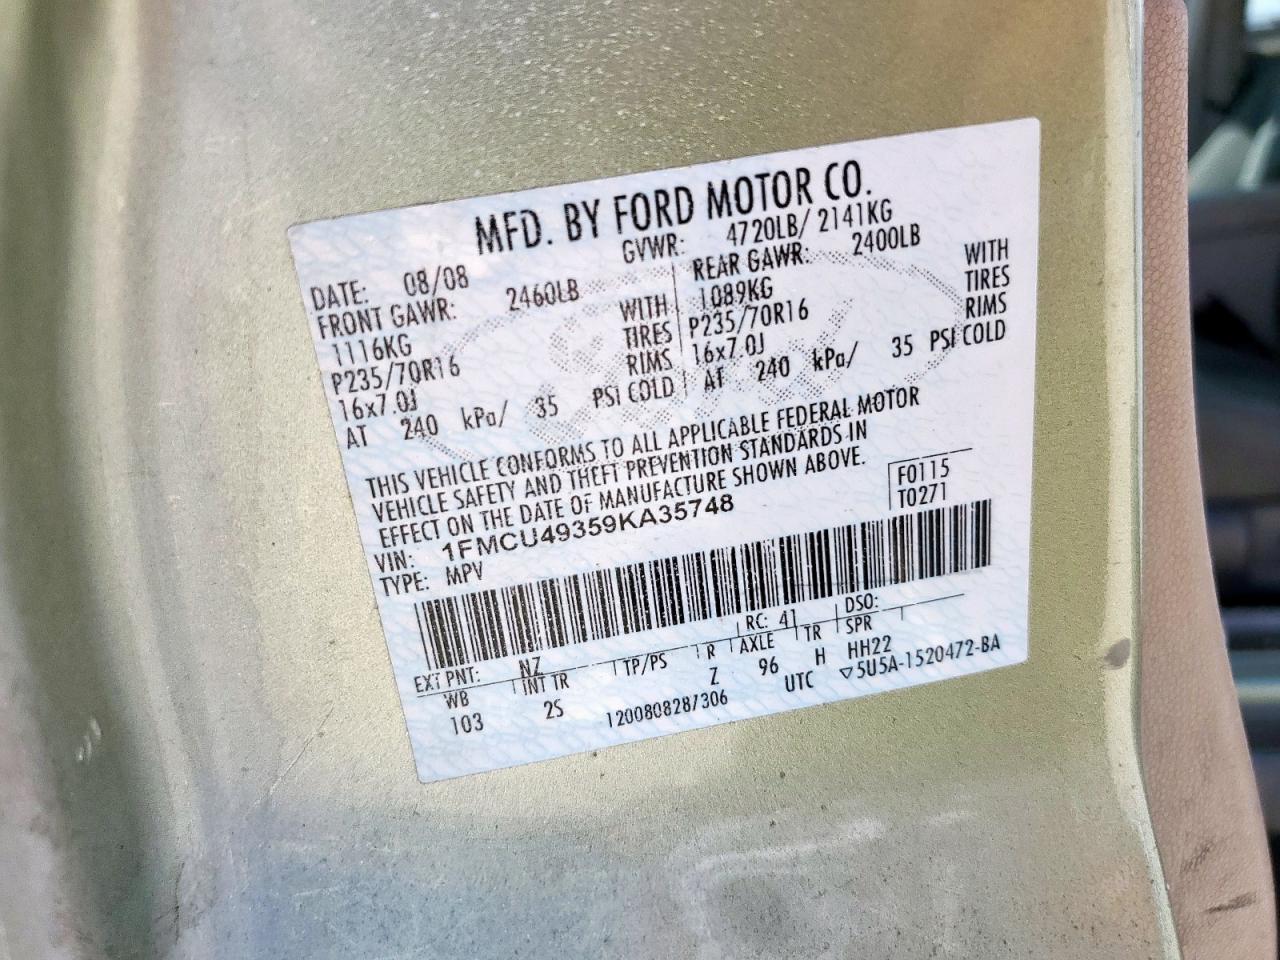 MFD. BY FORD MOTOR CO.
DATE: 08/08 GVWR: 4720LB/ 2141KG
FRONT GAWR: 2460LB REAR GAWR: 2400LB
1116KG WITH 1089KG WITH
P235/70R16 TIRES P235/70R16 TIRES
16x7.0J RIMS 16x7.0J RIMS
AT 240 kPa/ 35 PSI COLD AT 240 kPa/ 35 PSI COLD
THIS VEHICLE CONFORMS TO ALL APPLICABLE FEDERAL MOTOR
VEHICLE SAFETY AND THEFT PREVENTION STANDARDS IN
EFFECT ON THE DATE OF MANUFACTURE SHOWN ABOVE.
F0115
VIN: 1FMCU49359KA35748
T0271
TYPE: MPV
EXT PNT: NZ RC: 41 DSO:
WB INT TR TP/PS R AXLE TR SPR
103 2S Z 96 H HH22
1200808287306 UTC ▽5U5A-1520472-BA